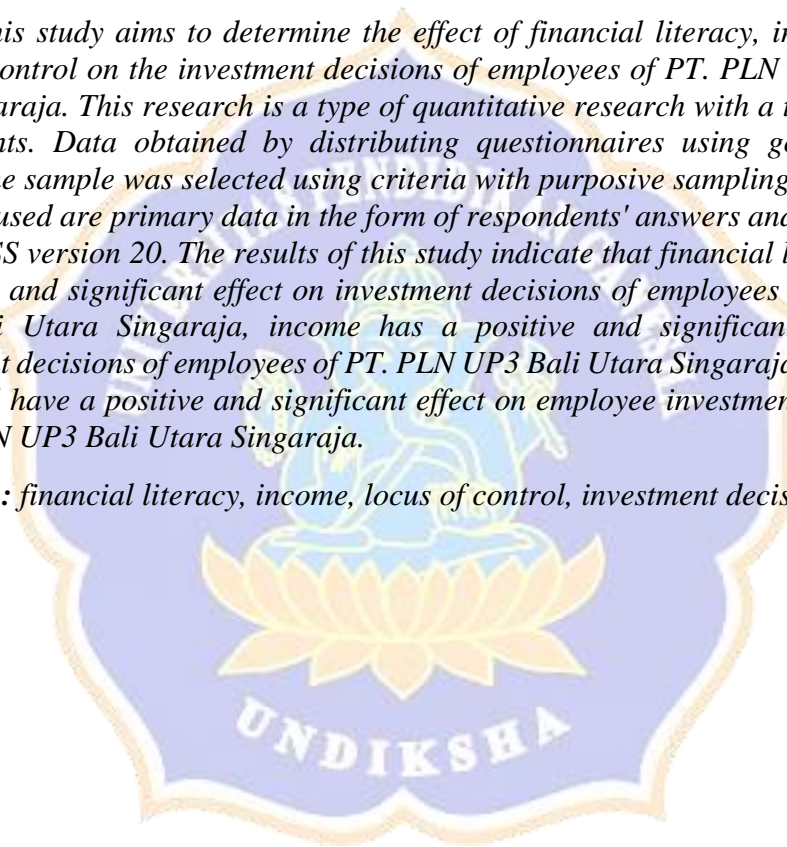 his study aims to determine the effect of financial literacy, in
control on the investment decisions of employees of PT. PLN
araja. This research is a type of quantitative research with a t
nts. Data obtained by distributing questionnaires using go
e sample was selected using criteria with purposive sampling
used are primary data in the form of respondents' answers and
SS version 20. The results of this study indicate that financial l
and significant effect on investment decisions of employees
i Utara Singaraja, income has a positive and significant
t decisions of employees of PT. PLN UP3 Bali Utara Singaraja
have a positive and significant effect on employee investmen
N UP3 Bali Utara Singaraja.
: financial literacy, income, locus of control, investment decis
UNDIKSHA